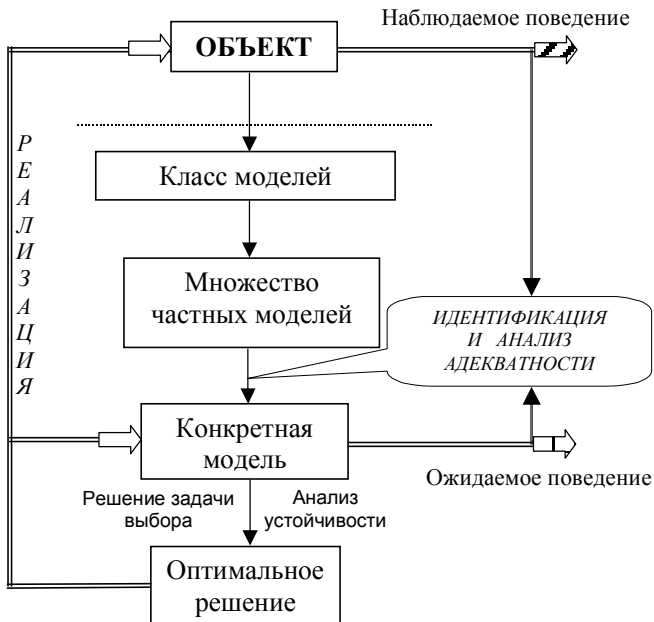 Наблюдаемое поведение
ОБЪЕКТ
РЕАЛИЗАЦИЯ
Класс моделей
Множество
частных моделей
ИДЕНТИФИКАЦИЯ
И АНАЛИЗ
АДЕКВАТНОСТИ
Конкретная
модель
Ожидаемое поведение
Решение задачи
выбора
Анализ
устойчивости
Оптимальное
решение